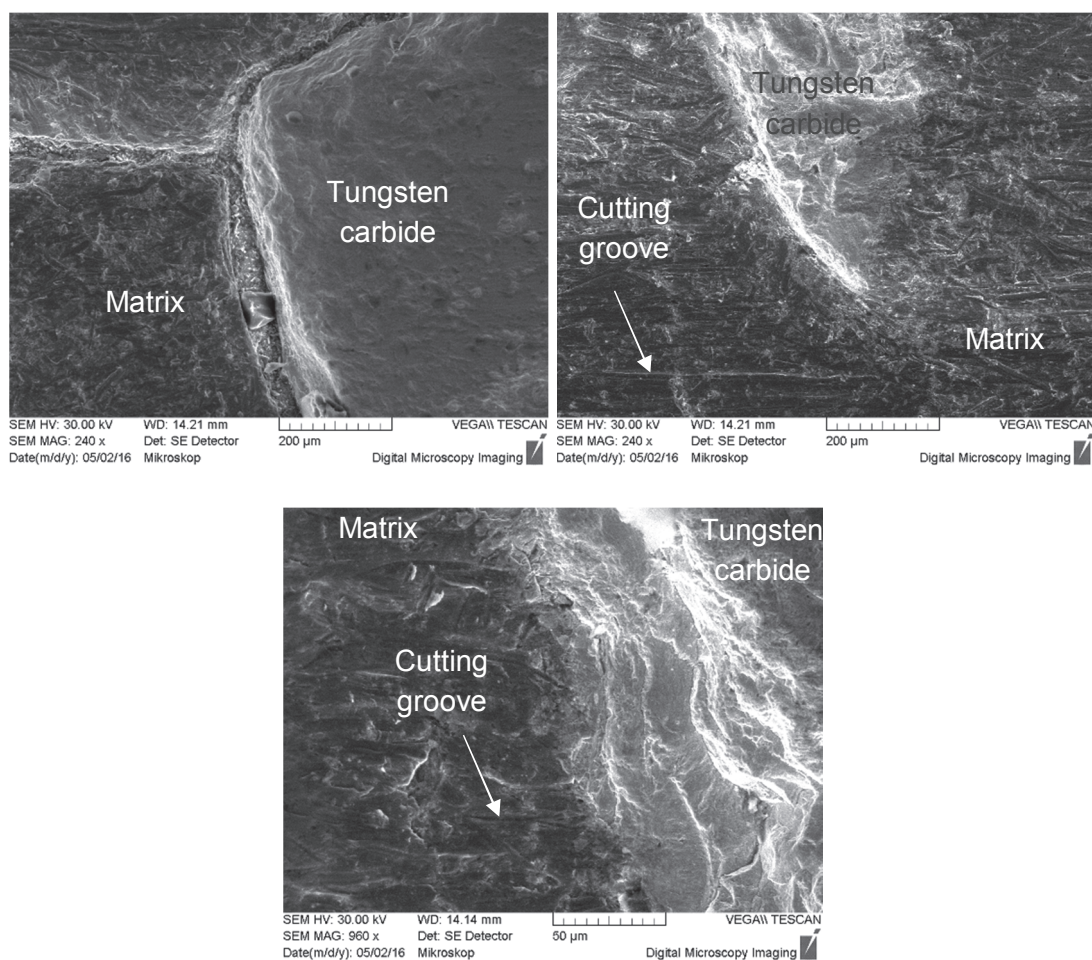 Tungsten
carbide
Matrix
SEM HV: 30.00 kV WD: 14.21 mm VEGA\\ TESCAN
SEM MAG: 240 x Det: SE Detector 200 µm
Date(m/d/y): 05/02/16 Mikroskop Digital Microscopy Imaging
Tungsten
carbide
Cutting
groove
Matrix
SEM HV: 30.00 kV WD: 14.21 mm VEGA\\ TESCAN
SEM MAG: 240 x Det: SE Detector 200 µm
Date(m/d/y): 05/02/16 Mikroskop Digital Microscopy Imaging
Matrix
Tungsten
carbide
Cutting
groove
SEM HV: 30.00 kV WD: 14.14 mm VEGA\\ TESCAN
SEM MAG: 960 x Det: SE Detector 50 µm
Date(m/d/y): 05/02/16 Mikroskop Digital Microscopy Imaging